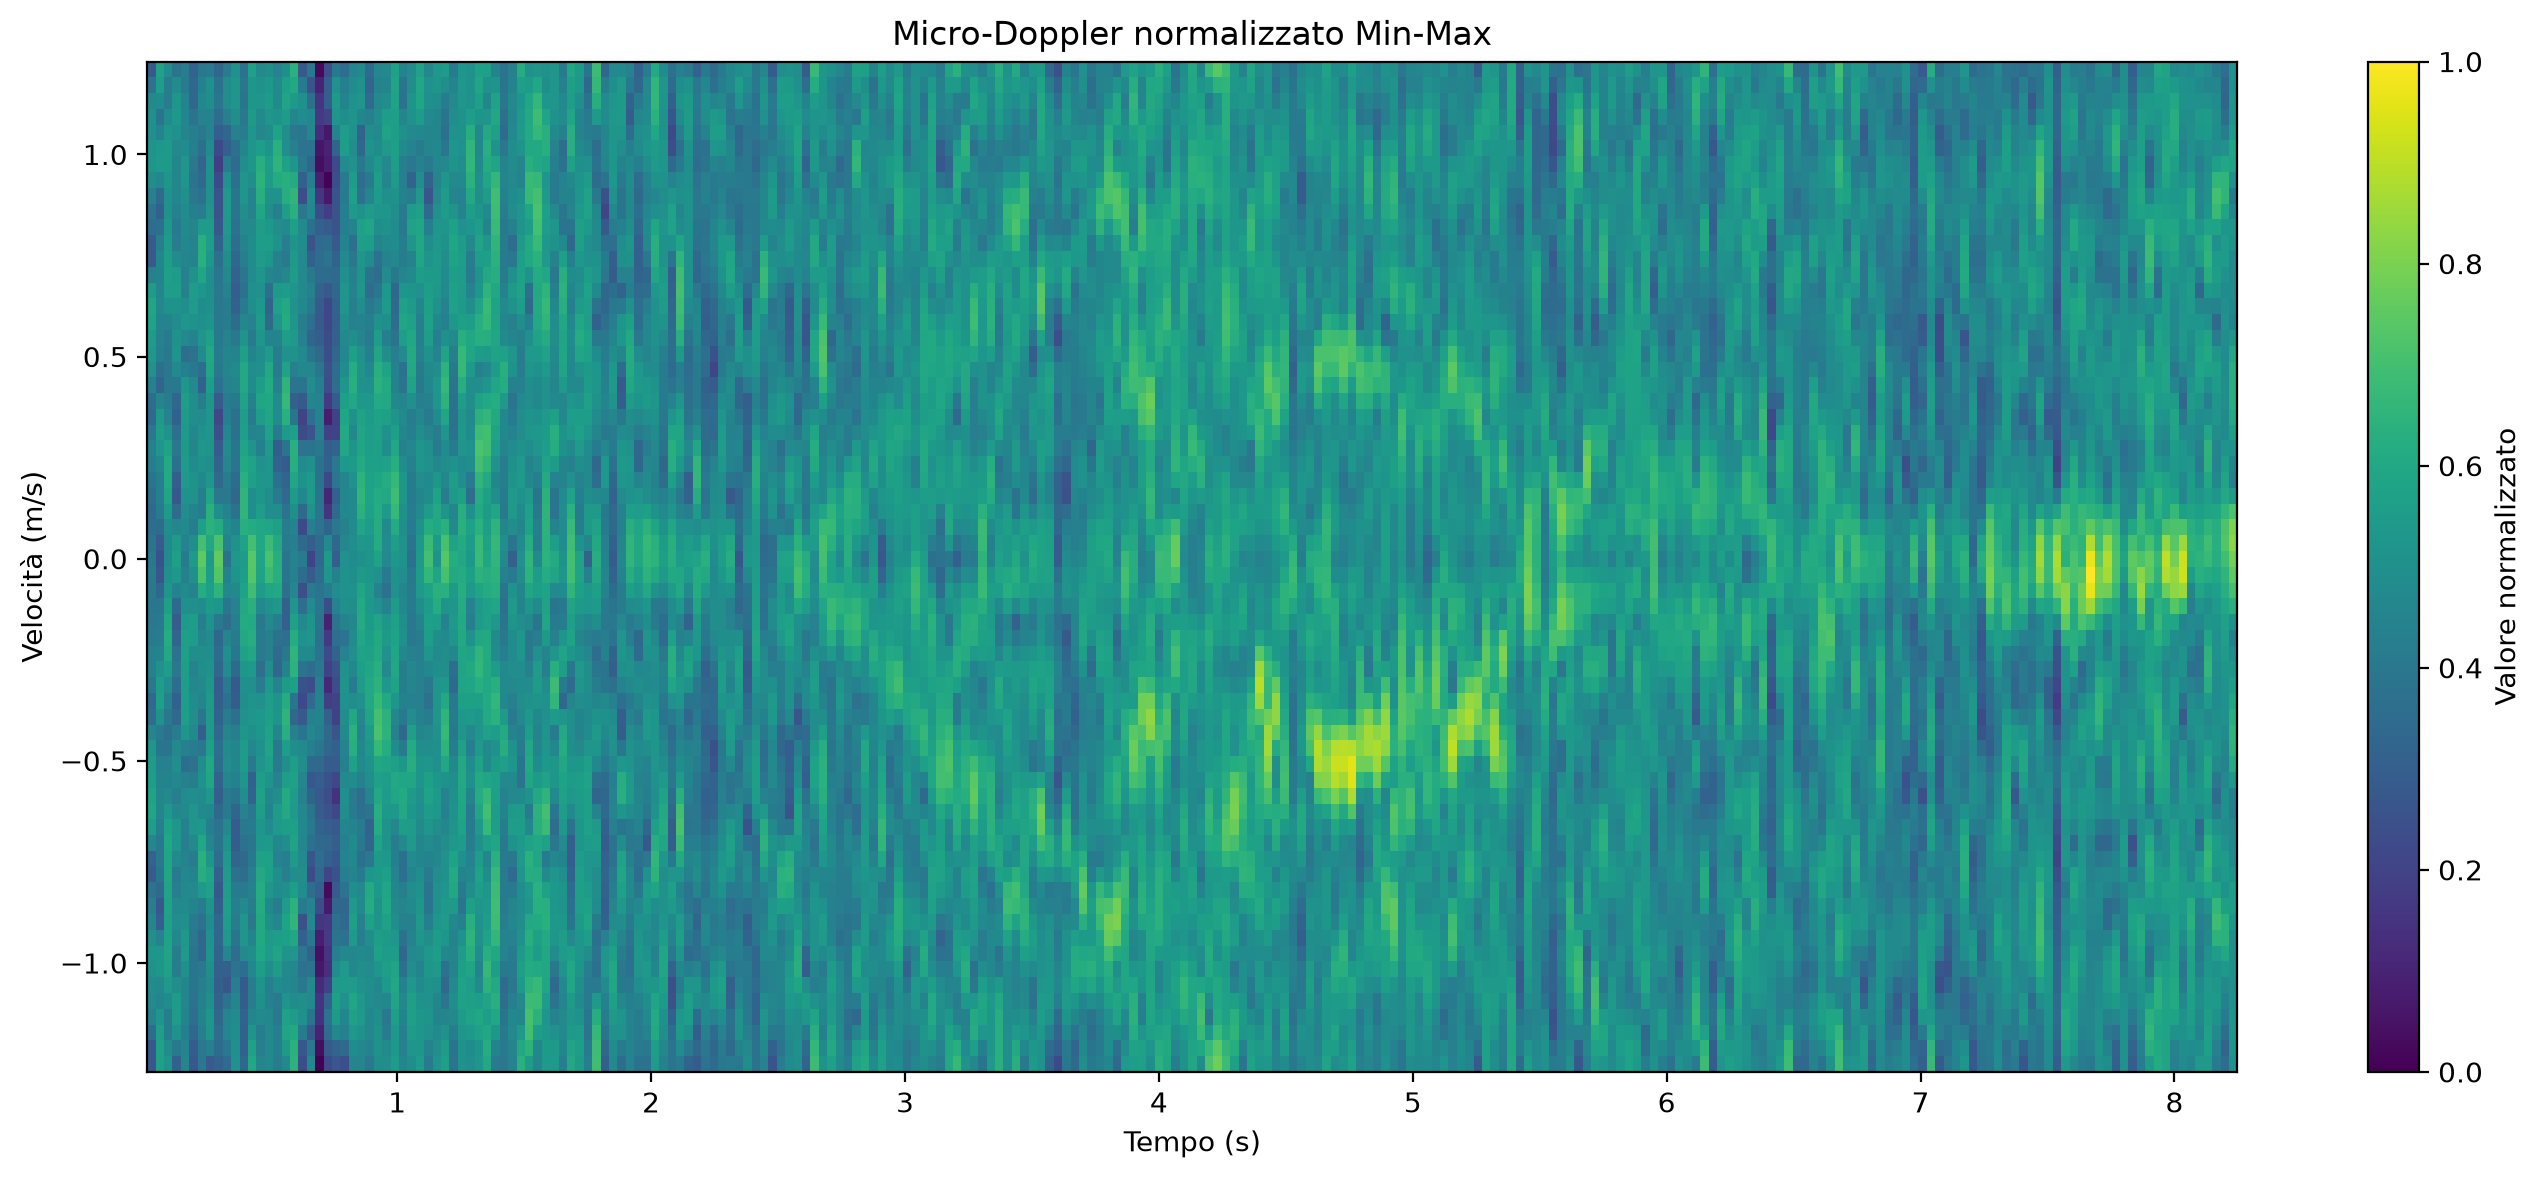 Micro-Doppler normalizzato Min-Max
Velocità (m/s)
1.0
0.5
0.0
−0.5
−1.0
1 2 3 4 5 6 7 8
Tempo (s)
1.0
0.8
0.6
0.4
0.2
0.0
Valore normalizzato